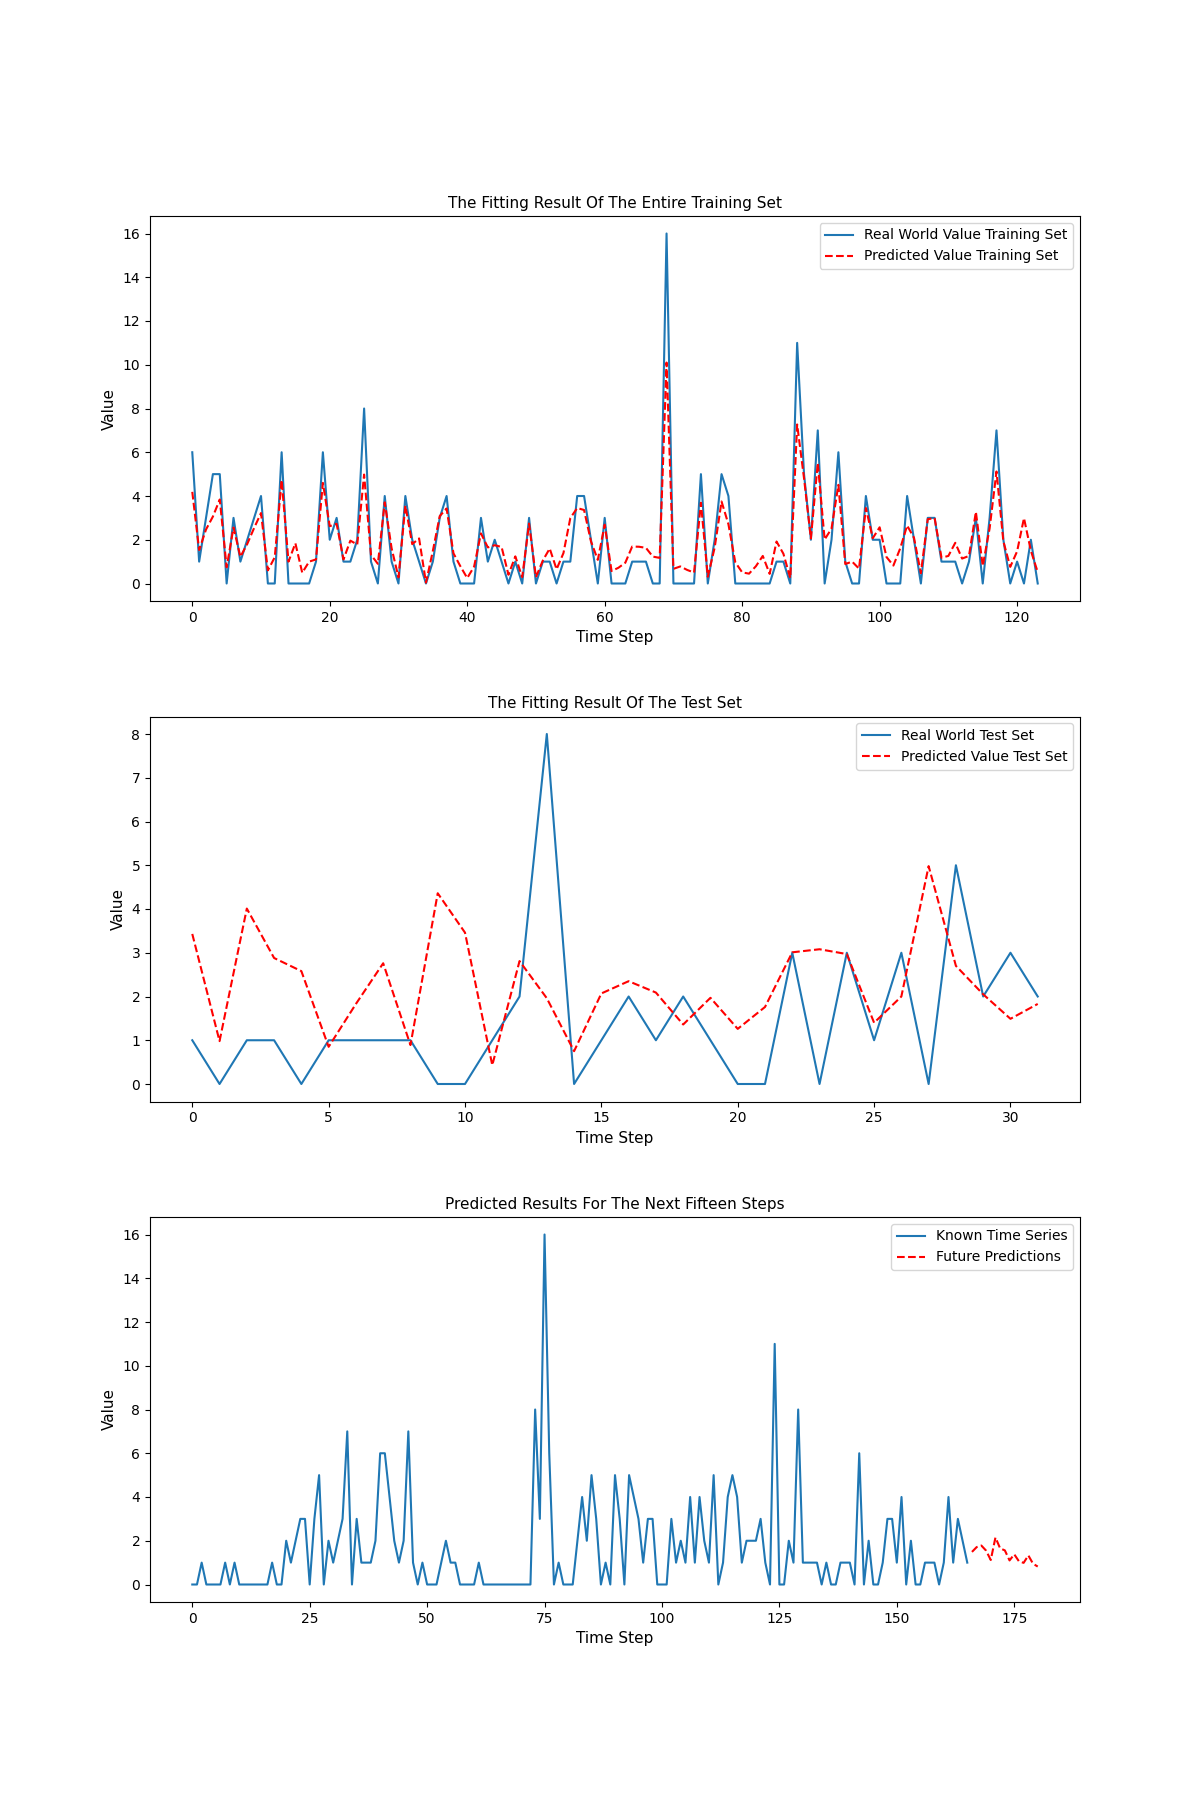 The Fitting Result Of The Entire Training Set
Real World Value Training Set
Predicted Value Training Set
Value
16
14
12
10
8
6
4
2
0
0 20 40 60 80 100 120
Time Step
The Fitting Result Of The Test Set
Real World Test Set
Predicted Value Test Set
Value
8
7
6
5
4
3
2
1
0
0 5 10 15 20 25 30
Time Step
Predicted Results For The Next Fifteen Steps
Known Time Series
Future Predictions
Value
16
14
12
10
8
6
4
2
0
0 25 50 75 100 125 150 175
Time Step